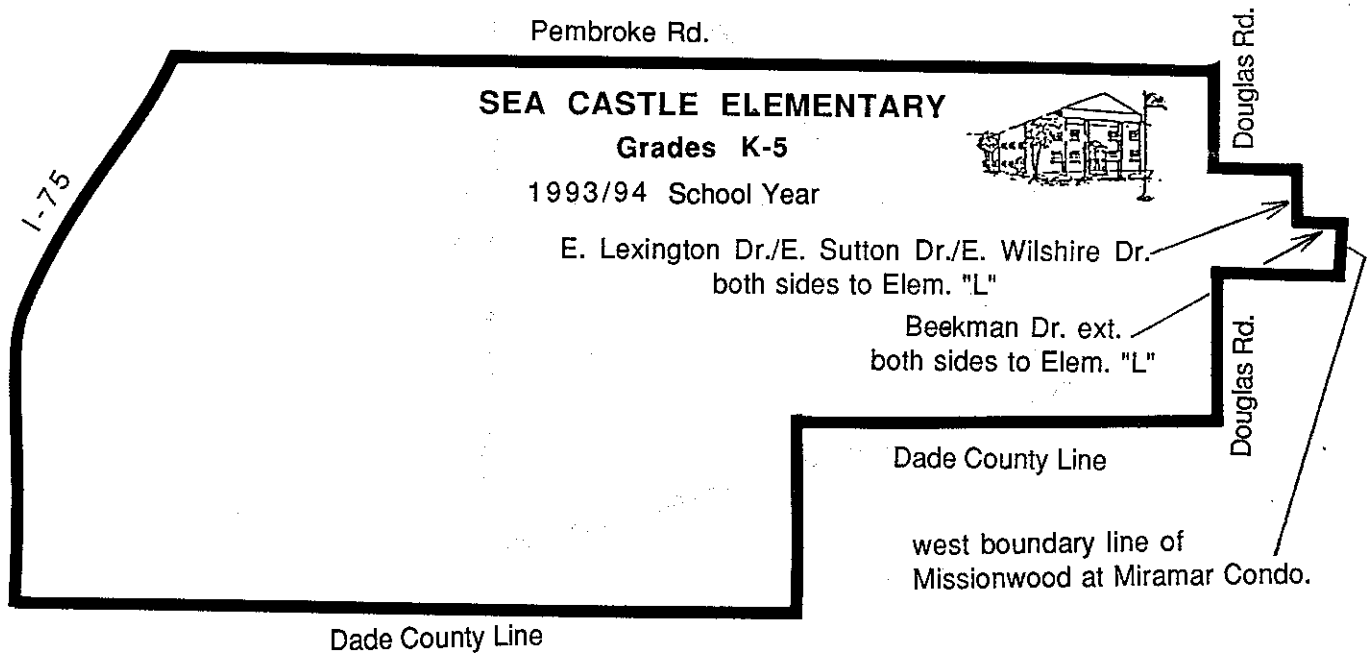 Pembroke Rd.
Douglas Rd.
SEA CASTLE ELEMENTARY
Grades K-5
1993/94 School Year
I-75
E. Lexington Dr./E. Sutton Dr./E. Wilshire Dr.
both sides to Elem. "L"
Beekman Dr. ext.
both sides to Elem. "L"
Douglas Rd.
Dade County Line
west boundary line of
Missionwood at Miramar Condo.
Dade County Line